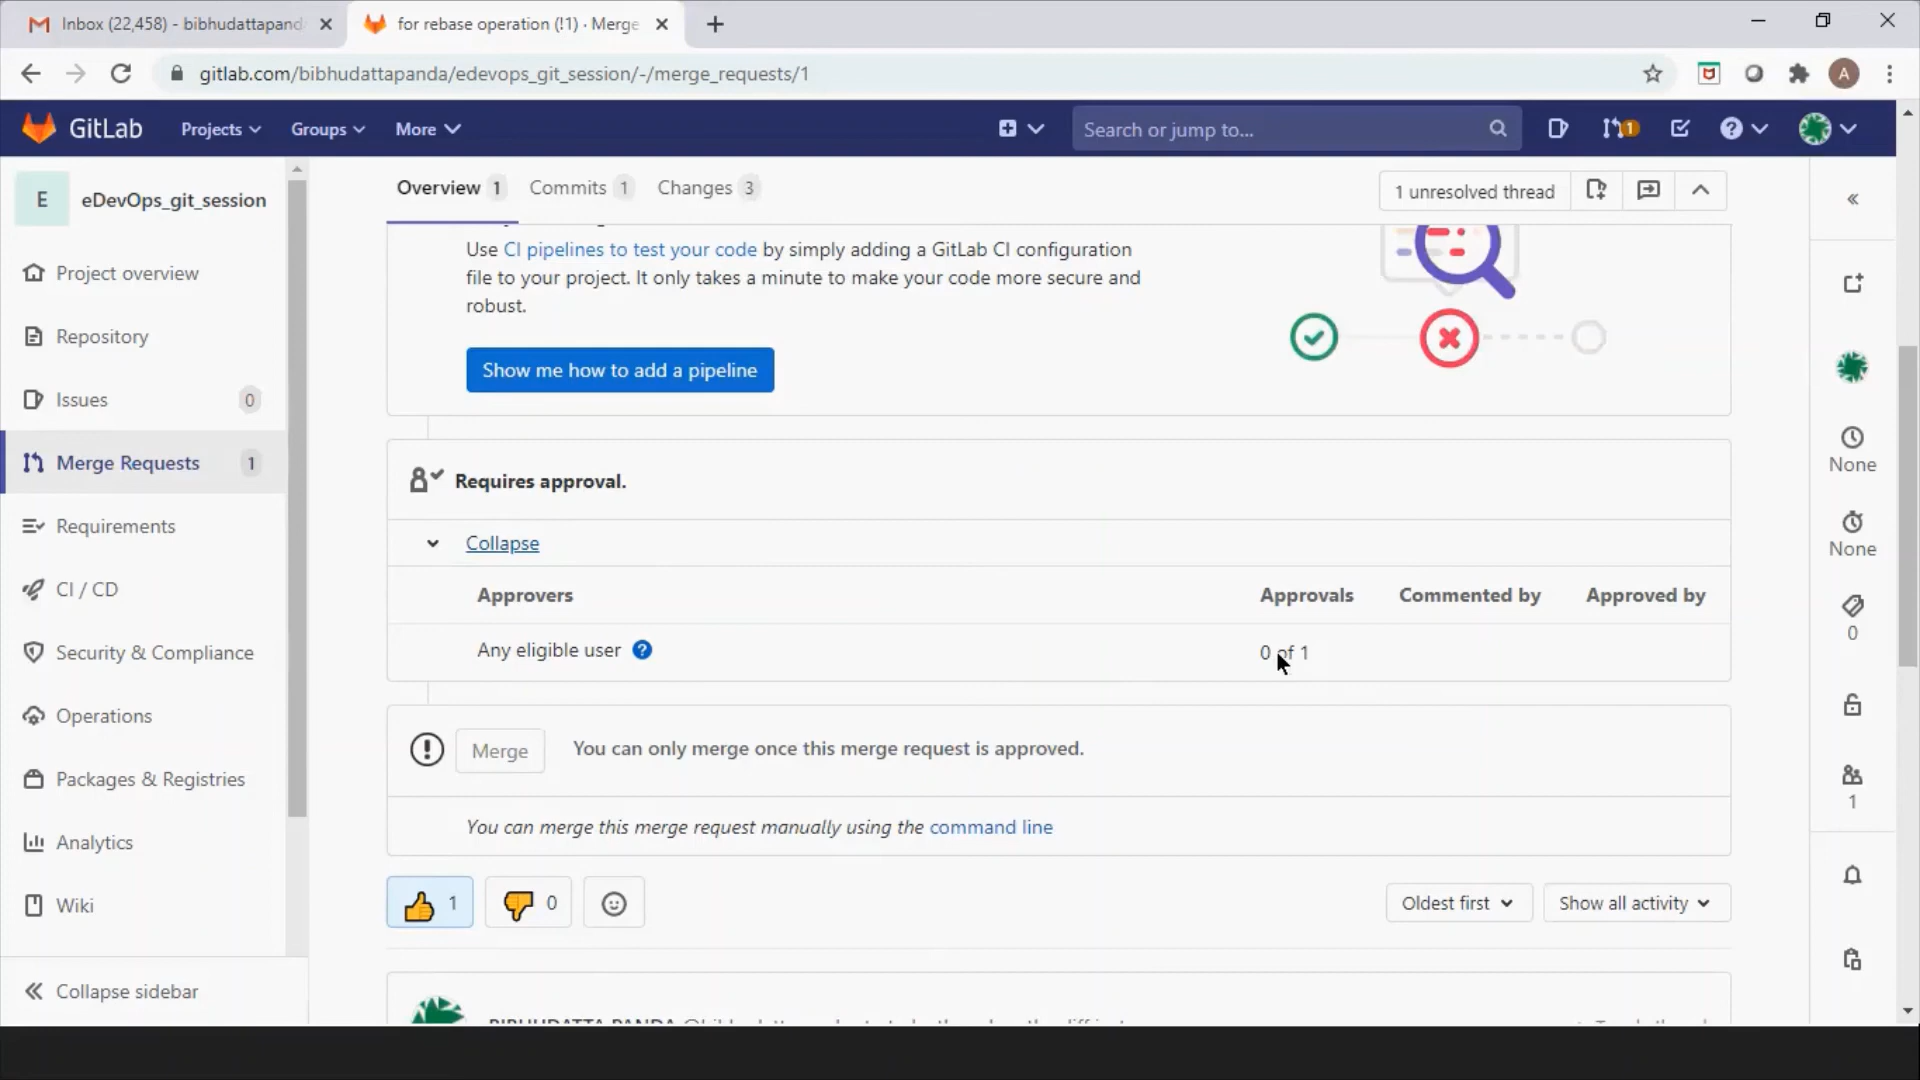 Inbox (22,458) - bibhudattapand
for rebase operation (!1) · Merge
gitlab.com/bibhudattapanda/edevops_git_session/-/merge_requests/1
A
GitLab
Projects
Groups
More
Search or jump to...
1
E
eDevOps_git_session
Project overview
Repository
Issues 0
Merge Requests 1
Requirements
CI / CD
Security & Compliance
Operations
Packages & Registries
Analytics
Wiki
Collapse sidebar
Overview 1
Commits 1
Changes 3
1 unresolved thread
Use CI pipelines to test your code by simply adding a GitLab CI configuration
file to your project. It only takes a minute to make your code more secure and
robust.
Show me how to add a pipeline
Requires approval.
Collapse
Approvers Approvals Commented by Approved by
Any eligible user ? 0 of 1
Merge You can only merge once this merge request is approved.
You can merge this merge request manually using the command line
1
0
Oldest first
Show all activity
None
None
0
1